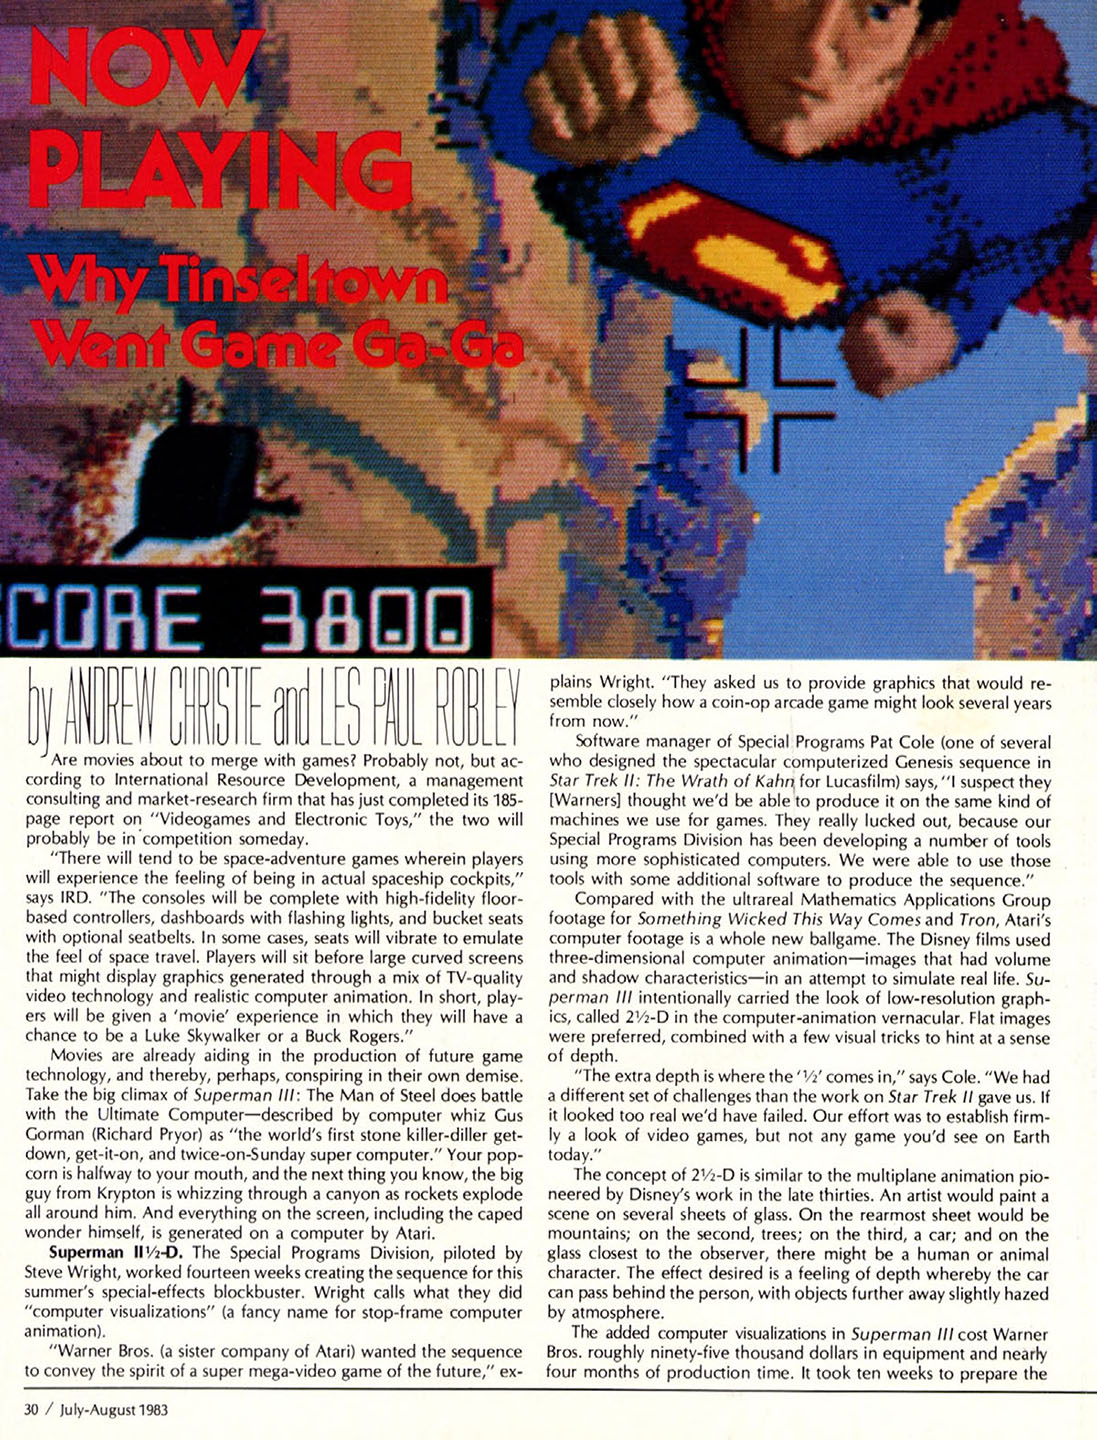 NOW
PLAYING
Why Tinseltown
Went Game Ga-Ga
SCORE 3800
by ANDREW CHRISTIE and LES PAUL ROBLEY
Are movies about to merge with games? Probably not, but ac-
cording to International Resource Development, a management
consulting and market-research firm that has just completed its 185-
page report on "Videogames and Electronic Toys," the two will
probably be in competition someday.
"There will tend to be space-adventure games wherein players
will experience the feeling of being in actual spaceship cockpits,"
says IRD. "The consoles will be complete with high-fidelity floor-
based controllers, dashboards with flashing lights, and bucket seats
with optional seatbelts. In some cases, seats will vibrate to emulate
the feel of space travel. Players will sit before large curved screens
that might display graphics generated through a mix of TV-quality
video technology and realistic computer animation. In short, play-
ers will be given a 'movie' experience in which they will have a
chance to be a Luke Skywalker or a Buck Rogers."
Movies are already aiding in the production of future game
technology, and thereby, perhaps, conspiring in their own demise.
Take the big climax of Superman III: The Man of Steel does battle
with the Ultimate Computer—described by computer whiz Gus
Gorman (Richard Pryor) as "the world's first stone killer-diller get-
down, get-it-on, and twice-on-Sunday super computer." Your pop-
corn is halfway to your mouth, and the next thing you know, the big
guy from Krypton is whizzing through a canyon as rockets explode
all around him. And everything on the screen, including the caped
wonder himself, is generated on a computer by Atari.
Superman II½-D. The Special Programs Division, piloted by
Steve Wright, worked fourteen weeks creating the sequence for this
summer's special-effects blockbuster. Wright calls what they did
"computer visualizations" (a fancy name for stop-frame computer
animation).
"Warner Bros. (a sister company of Atari) wanted the sequence
to convey the spirit of a super mega-video game of the future," ex-
plains Wright. "They asked us to provide graphics that would re-
semble closely how a coin-op arcade game might look several years
from now."
Software manager of Special Programs Pat Cole (one of several
who designed the spectacular computerized Genesis sequence in
Star Trek II: The Wrath of Kahn for Lucasfilm) says, "I suspect they
[Warners] thought we'd be able to produce it on the same kind of
machines we use for games. They really lucked out, because our
Special Programs Division has been developing a number of tools
using more sophisticated computers. We were able to use those
tools with some additional software to produce the sequence."
Compared with the ultrareal Mathematics Applications Group
footage for Something Wicked This Way Comes and Tron, Atari's
computer footage is a whole new ballgame. The Disney films used
three-dimensional computer animation—images that had volume
and shadow characteristics—in an attempt to simulate real life. Su-
perman III intentionally carried the look of low-resolution graph-
ics, called 2½-D in the computer-animation vernacular. Flat images
were preferred, combined with a few visual tricks to hint at a sense
of depth.
"The extra depth is where the '½' comes in," says Cole. "We had
a different set of challenges than the work on Star Trek II gave us. If
it looked too real we'd have failed. Our effort was to establish firm-
ly a look of video games, but not any game you'd see on Earth
today."
The concept of 2½-D is similar to the multiplane animation pio-
neered by Disney's work in the late thirties. An artist would paint a
scene on several sheets of glass. On the rearmost sheet would be
mountains; on the second, trees; on the third, a car; and on the
glass closest to the observer, there might be a human or animal
character. The effect desired is a feeling of depth whereby the car
can pass behind the person, with objects further away slightly hazed
by atmosphere.
The added computer visualizations in Superman III cost Warner
Bros. roughly ninety-five thousand dollars in equipment and nearly
four months of production time. It took ten weeks to prepare the
30 / July-August 1983